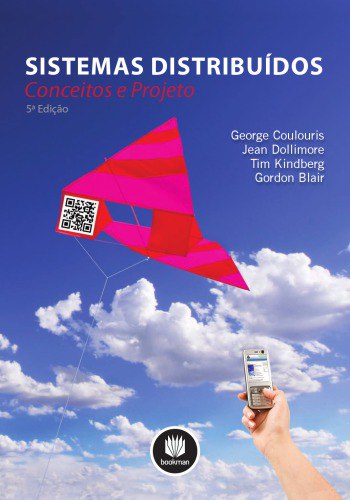 SISTEMAS DISTRIBUÍDOS
Conceitos e Projeto
5ª Edição
George Coulouris
Jean Dollimore
Tim Kindberg
Gordon Blair
bookman